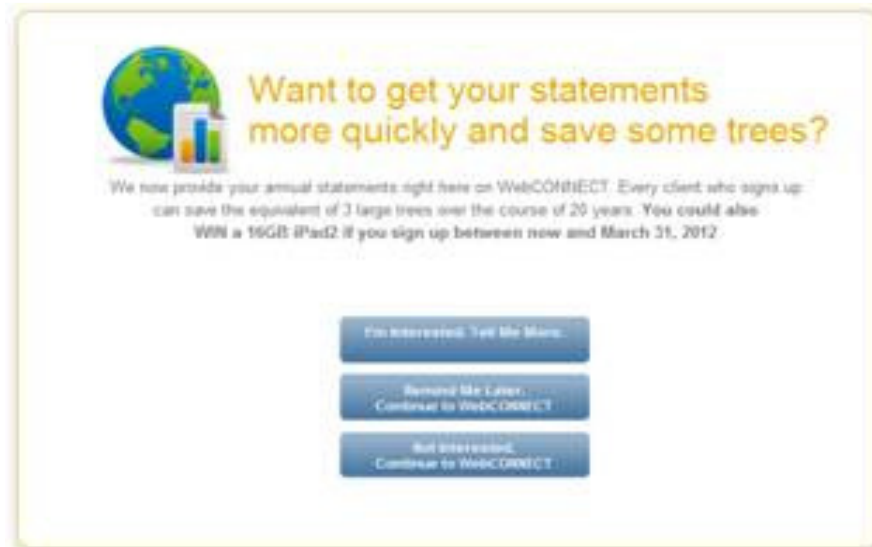 Want to get your statements
more quickly and save some trees?
We now provide your annual statements right here on WebCONNECT. Every client who signs up
can save the equivalent of 3 large trees over the course of 20 years. You could also
WIN a 16GB iPad2 if you sign up between now and March 31, 2012
I'm Interested. Tell Me More.
Remind Me Later.
Continue to WebCONNECT
Not Interested.
Continue to WebCONNECT